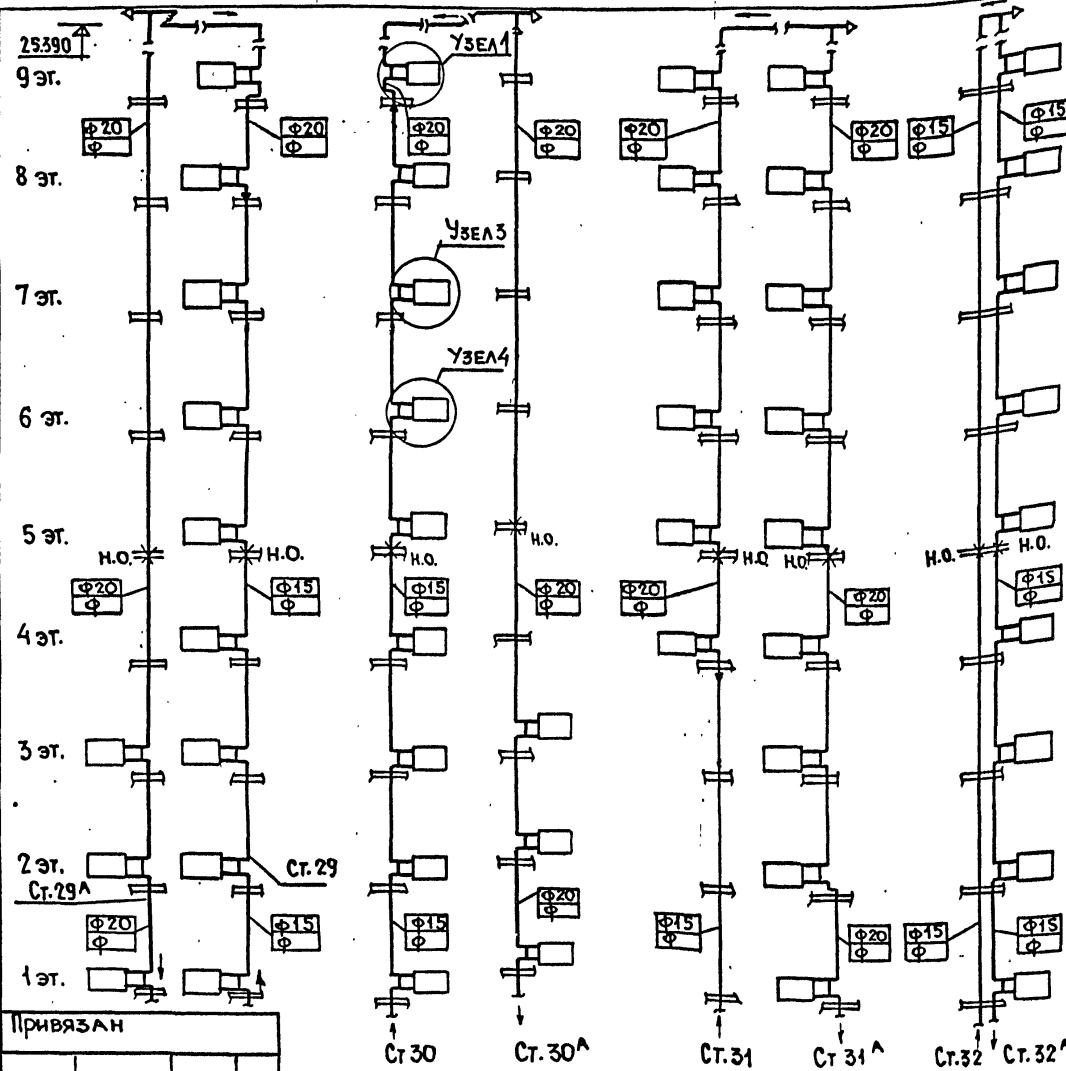 25.390
9 эт.
Узел 1
ф20
ф
ф20
ф
ф20
ф
ф20
ф
ф20
ф
ф20
ф
ф15
ф
ф15
ф
8 эт.
Узел 3
7 эт.
Узел 4
6 эт.
5 эт.
Н.О.
Н.О.
Н.О.
Н.О.
Н.О.
Н.О.
Н.О.
Н.О.
ф20
ф
ф15
ф
ф15
ф
ф20
ф
ф20
ф
ф20
ф
ф15
ф
4 эт.
3 эт.
2 эт.
Ст.29
Ст.29А
ф20
ф
ф15
ф
ф15
ф
ф20
ф
ф15
ф
ф20
ф
ф15
ф
ф15
ф
1 эт.
Привязан
Ст 30
Ст.30А
Ст.31
Ст 31А
Ст.32
Ст.32А